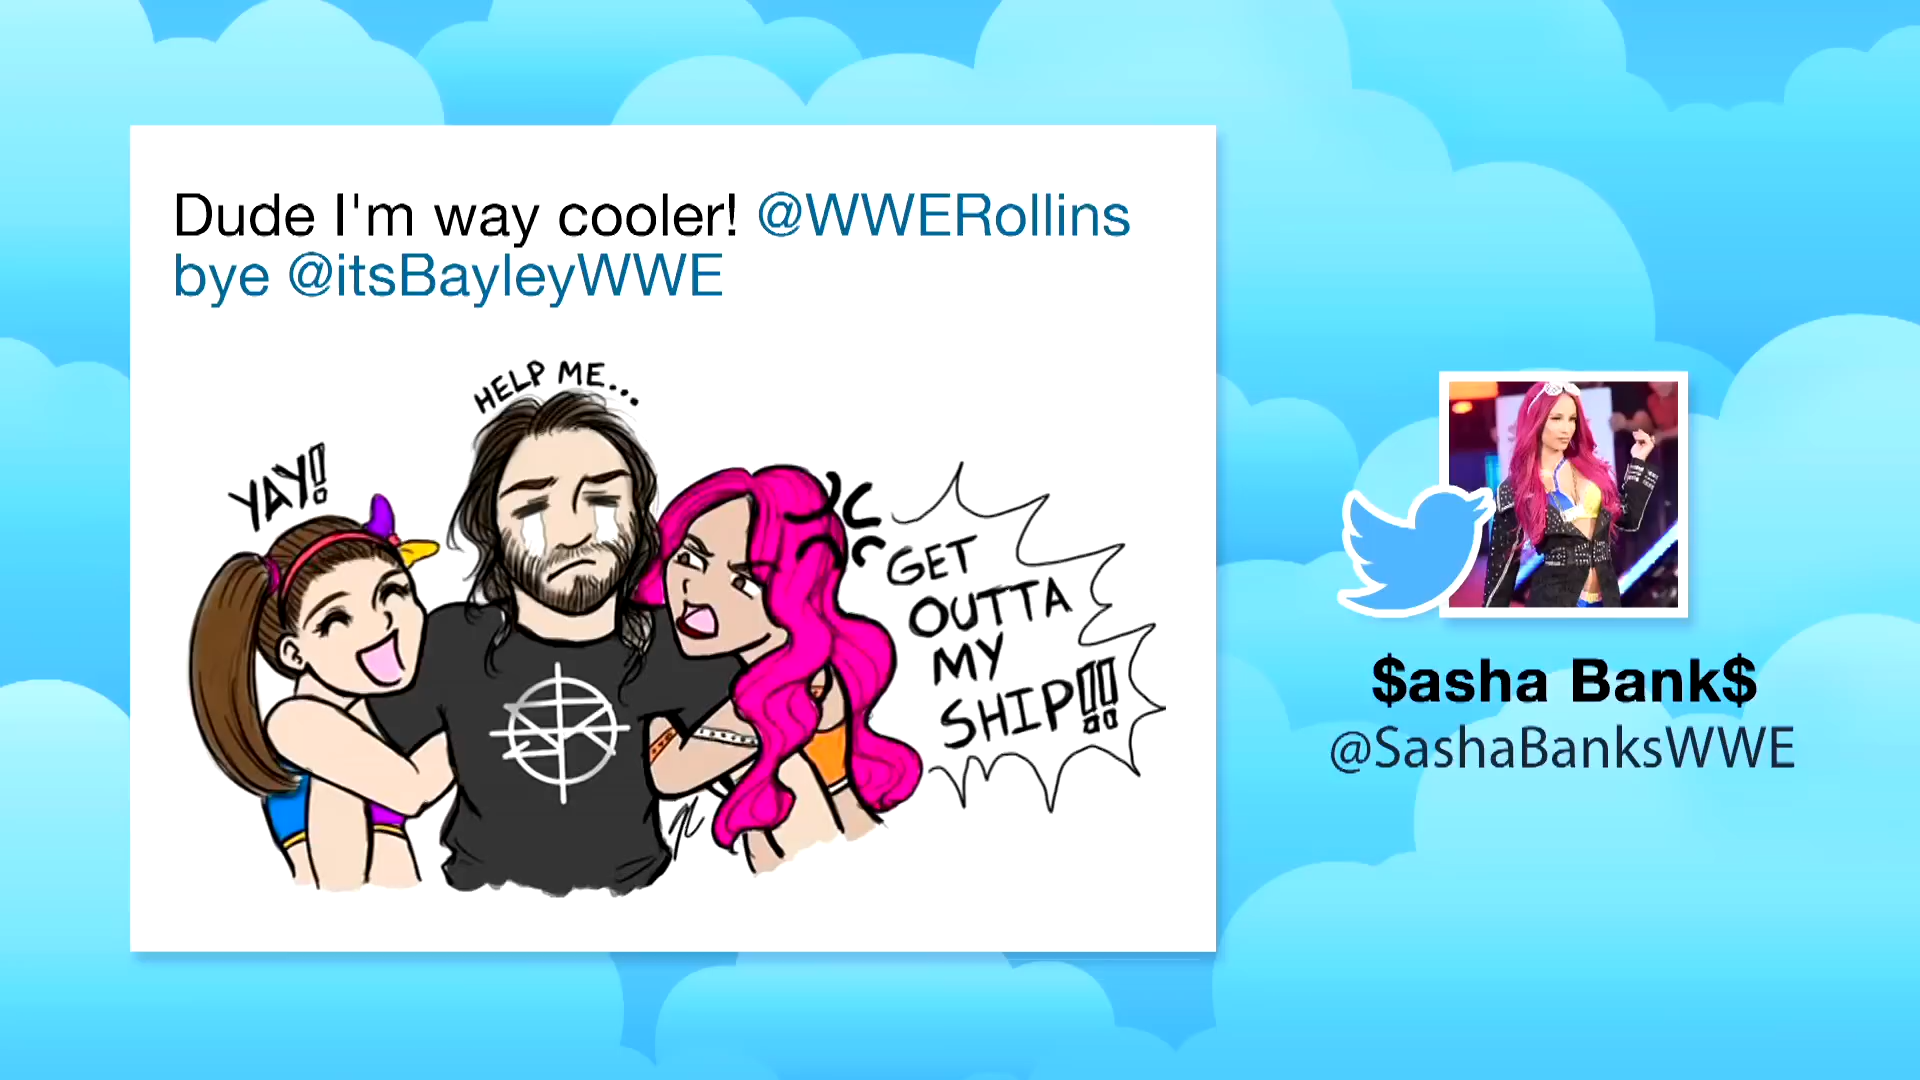 Dude I'm way cooler! @WWERollins
bye @itsBayleyWWE
HELP ME...
YAY!
GET
OUTTA
MY
SHIP!!
$asha Bank$
@SashaBanksWWE